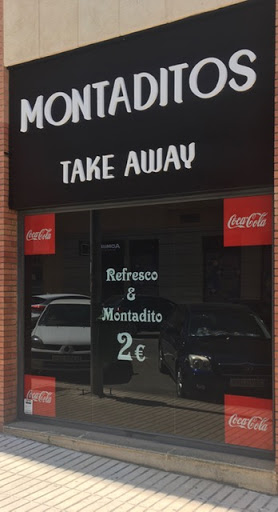 MONTADITOS
TAKE AWAY
Coca-Cola
Coca-Cola
Refresco
&
Montadito
2€
Coca-Cola
Coca-Cola